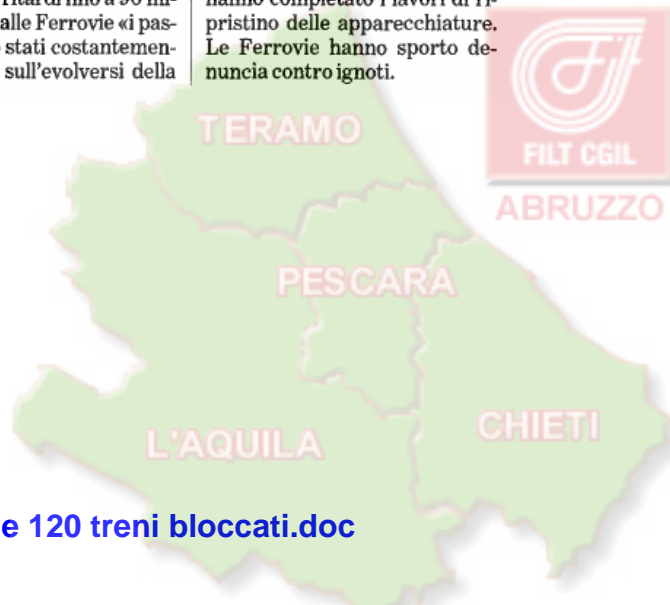 alle Ferrovie «i pas-
stati costantemen-
sull'evolversi della
pristino delle apparecchiature.
Le Ferrovie hanno sporto de-
nuncia contro ignoti.
TERAMO
FILT CGIL
ABRUZZO
PESCARA
L'AQUILA
CHIETI
e 120 treni bloccati.doc